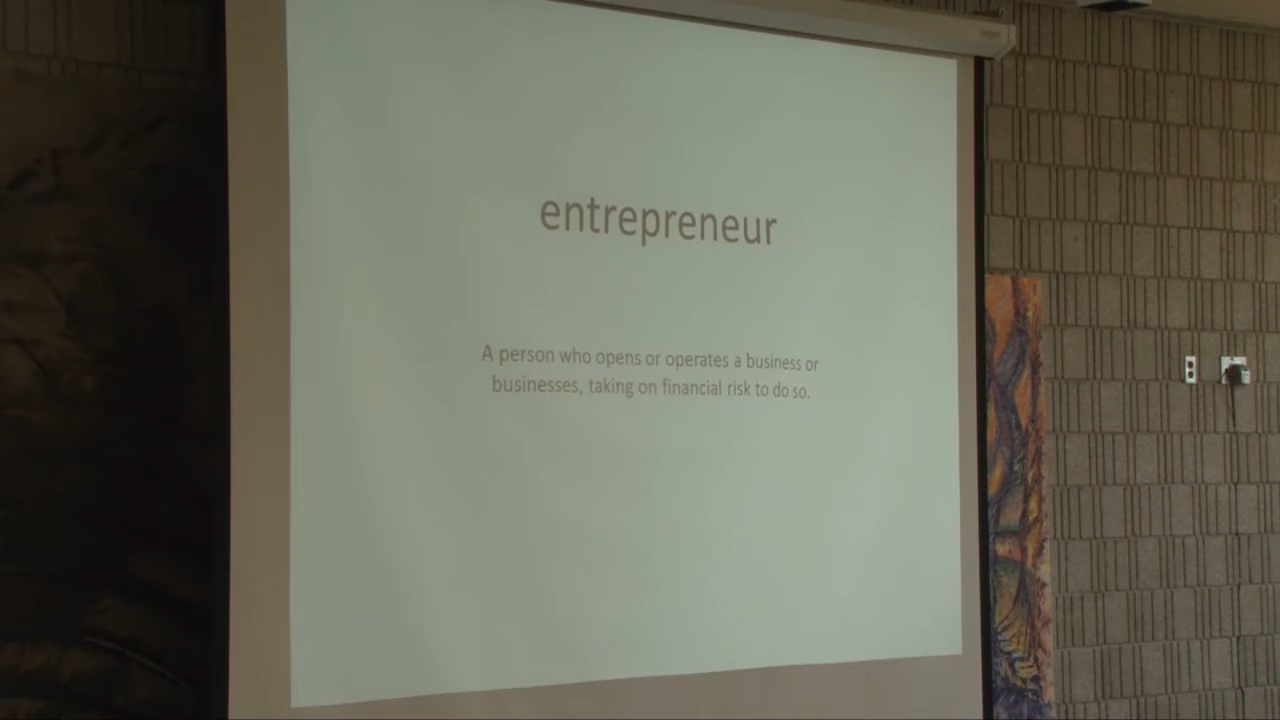 entrepreneur
A person who opens or operates a business or
businesses, taking on financial risk to do so.